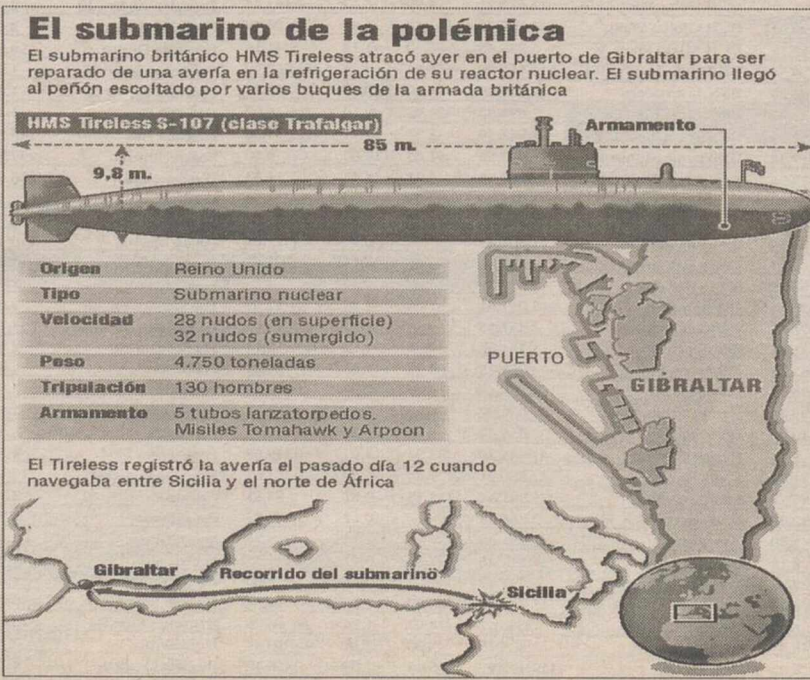 El submarino de la polémica
El submarino británico HMS Tireless atracó ayer en el puerto de Gibraltar para ser
reparado de una avería en la refrigeración de su reactor nuclear. El submarino llegó
al peñón escoltado por varios buques de la armada británica
HMS Tireless S-107 (clase Trafalgar)
Armamento
85 m.
9,8 m.
Origen Reino Unido
Tipo Submarino nuclear
Velocidad 28 nudos (en superficie)
32 nudos (sumergido)
Peso 4.750 toneladas
Tripulación 130 hombres
Armamento 5 tubos lanzatorpedos.
Misiles Tomahawk y Arpoon
PUERTO
GIBRALTAR
El Tireless registró la avería el pasado día 12 cuando
navegaba entre Sicilia y el norte de África
Gibraltar
Recorrido del submarino
Sicilia